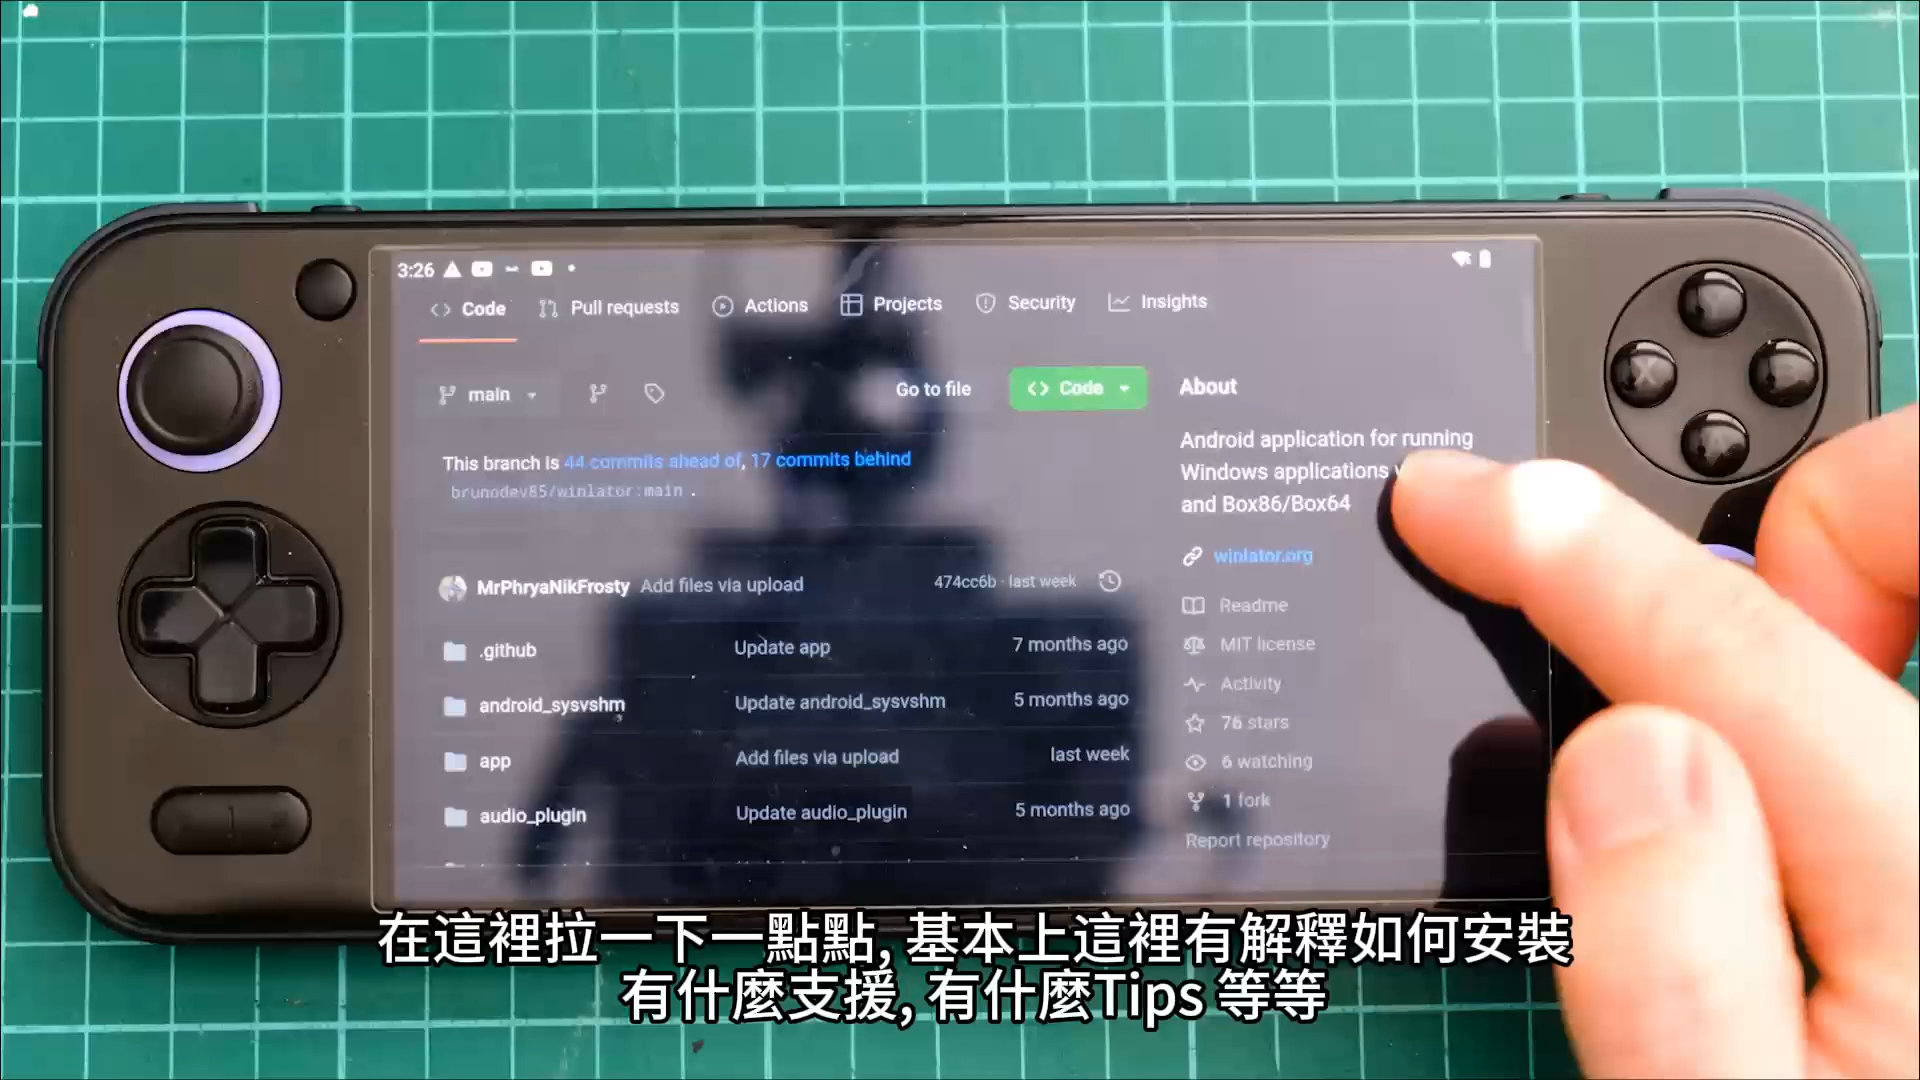 3:26
Code
Pull requests
Actions
Projects
Security
Insights
main
Go to file
Code
This branch is 44 commits ahead of, 17 commits behind
brunodev85/winlator:main .
MrPhryaNikFrosty Add files via upload 474cc6b · last week
.github Update app 7 months ago
android_sysvshm Update android_sysvshm 5 months ago
app Add files via upload last week
audio_plugin Update audio_plugin 5 months ago
About
Android application for running
Windows applications
and Box86/Box64
winlator.org
Readme
MIT license
Activity
76 stars
6 watching
1 fork
Report repository
X
在這裡拉一下一點點, 基本上這裡有解釋如何安裝
有什麼支援, 有什麼Tips 等等